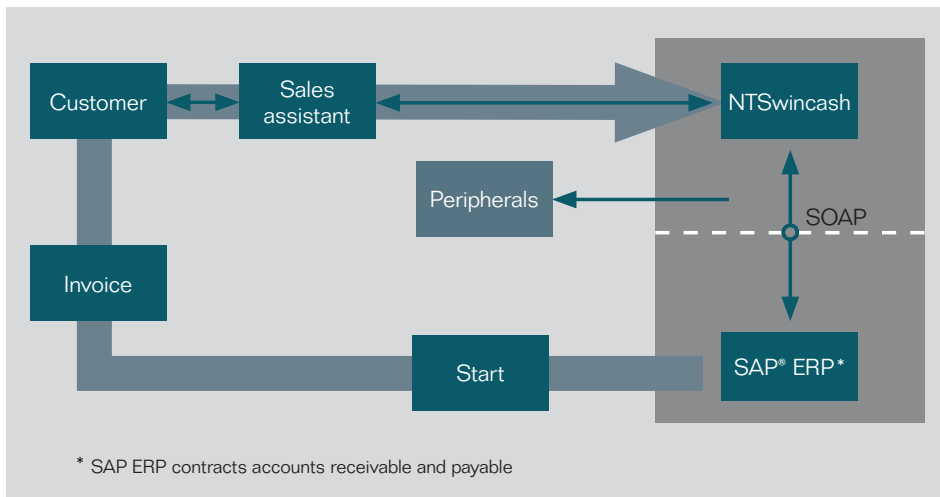 Customer
Sales
assistant
NTSwincash
Peripherals
SOAP
Invoice
Start
SAP® ERP*
* SAP ERP contracts accounts receivable and payable